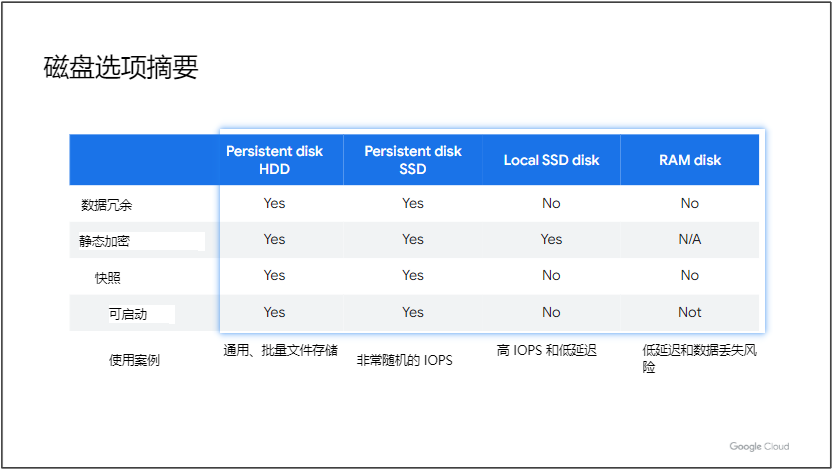 磁盘选项摘要
Persistent disk HDD Persistent disk SSD Local SSD disk RAM disk
数据冗余 Yes Yes No No
静态加密 Yes Yes Yes N/A
快照 Yes Yes No No
可启动 Yes Yes No Not
使用案例 通用、批量文件存储 非常随机的 IOPS 高 IOPS 和低延迟 低延迟和数据丢失风险
Google Cloud